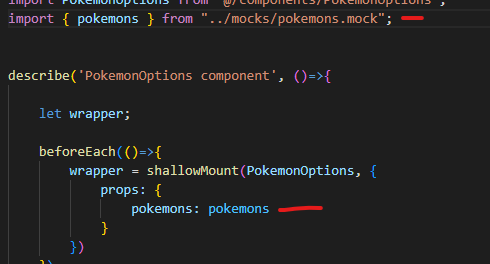 import PokemonOptions from "@/components/PokemonOptions";
import { pokemons } from "../mocks/pokemons.mock";
describe('PokemonOptions component', ()=>{
let wrapper;
beforeEach(()=>{
wrapper = shallowMount(PokemonOptions, {
props: {
pokemons: pokemons
}
})
})